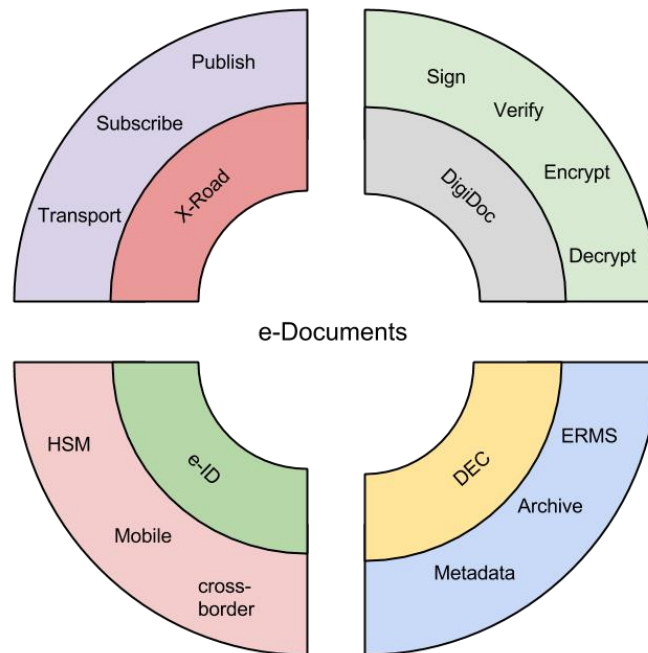 Publish
Subscribe
Transport
X-Road
Sign
Verify
Encrypt
Decrypt
DigiDoc
e-Documents
HSM
Mobile
cross-
border
e-ID
DEC
ERMS
Archive
Metadata